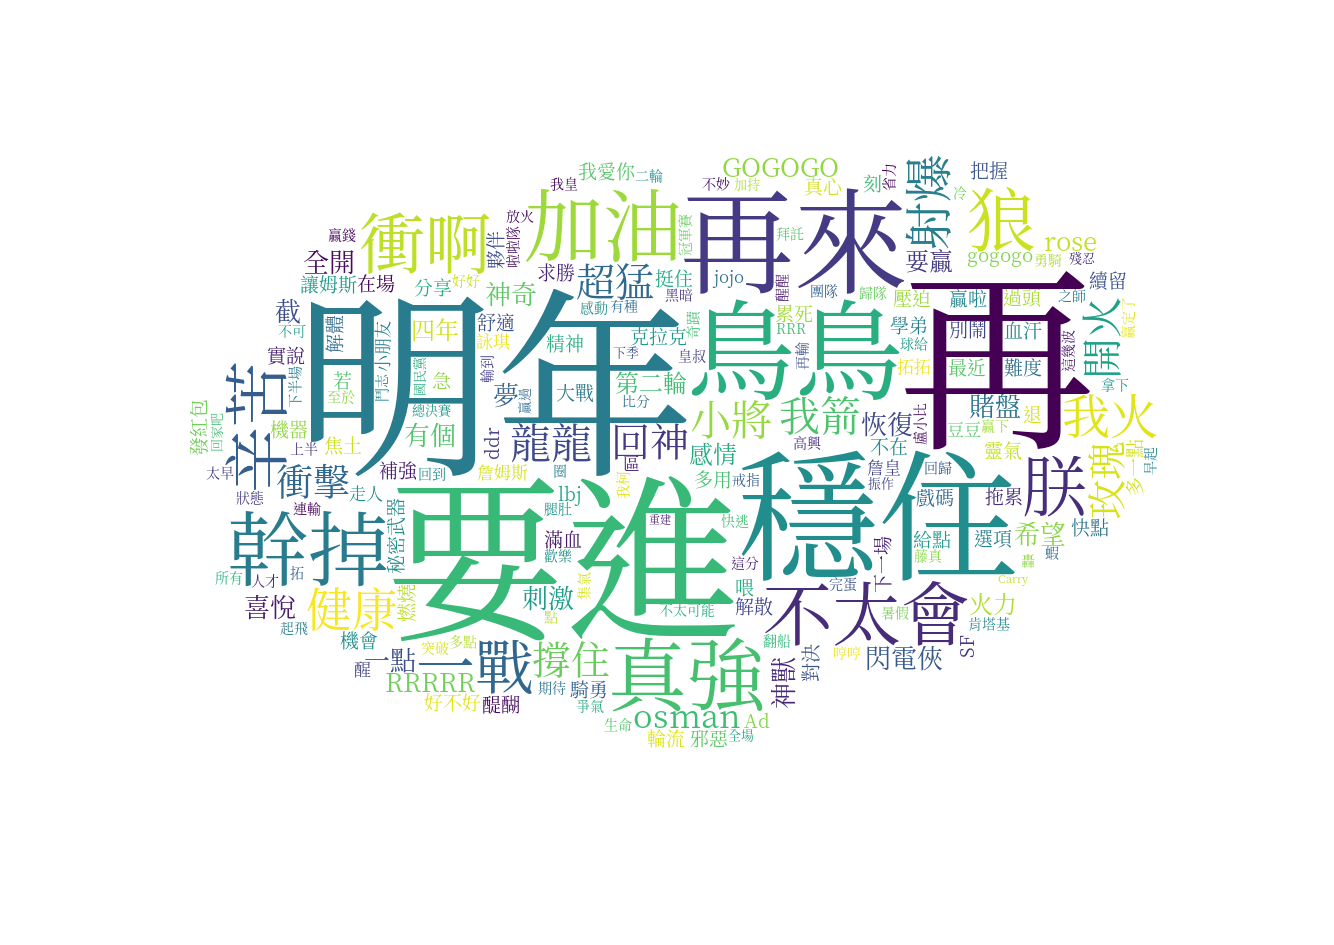 我愛你
二輪
GOGOGO
省力
射爆
把握
我皇
不妙
加持
真心
刻
冷
狼
放火
加油
再來
贏錢
衝啊
夥伴
啦啦隊
冠軍賽
拜託
rose
全開
求勝
超猛
挺住
jojo
醒醒
要贏
gogogo
勇騎
殘忍
讓姆斯
在場
分享
好好
神奇
黑暗
團隊
歸隊
壓迫
贏啦
過頭
之師
續留
截
解體
四年
舒適
感動
有種
奇蹟
累死
RRR
學弟
別鬧
血汗
這幾波
開火
贏定了
不可
小朋友
詠琪
精神
克拉克
再輸
球給
實說
明年
下季
皇叔
鳥鳥
再
下半場
鬥志
國民黨
急
輸到
拓拓
最近
難度
拿下
辛苦
若
至於
總決賽
夢
贏過
大戰
第二輪
比分
發紅包
回家吧
機器
有個
ddr
龍龍
回神
小將
我箭
恢復
盧小比
賭盤
退
我火
上半
焦土
高興
不在
豆豆
贏下
太早
衝擊
補強
回到
詹姆斯
圈
區
感情
詹皇
回歸
靈氣
朕
玫瑰
多一點
早起
狀態
走人
lbj
我柯
多用
戒指
振作
戲碼
拖累
連輸
腿肚
要進
穩住
幹掉
秘密武器
滿血
重建
快逃
給點
選項
希望
快點
歡樂
這分
下一場
藤真
蝦
所有
人才
拓
燃燒
刺激
集氣
喂
完蛋
Carry
轟
喜悅
健康
點
不太可能
解散
不太會
暑假
火力
肯塔基
起飛
機會
突破
多點
翻船
SF
醒
一點
一戰
撐住
真強
神獸
對決
哼哼
閃電俠
RRRRR
期待
騎勇
好不好
醍醐
爭氣
osman
Ad
生命
輪流
邪惡
全場